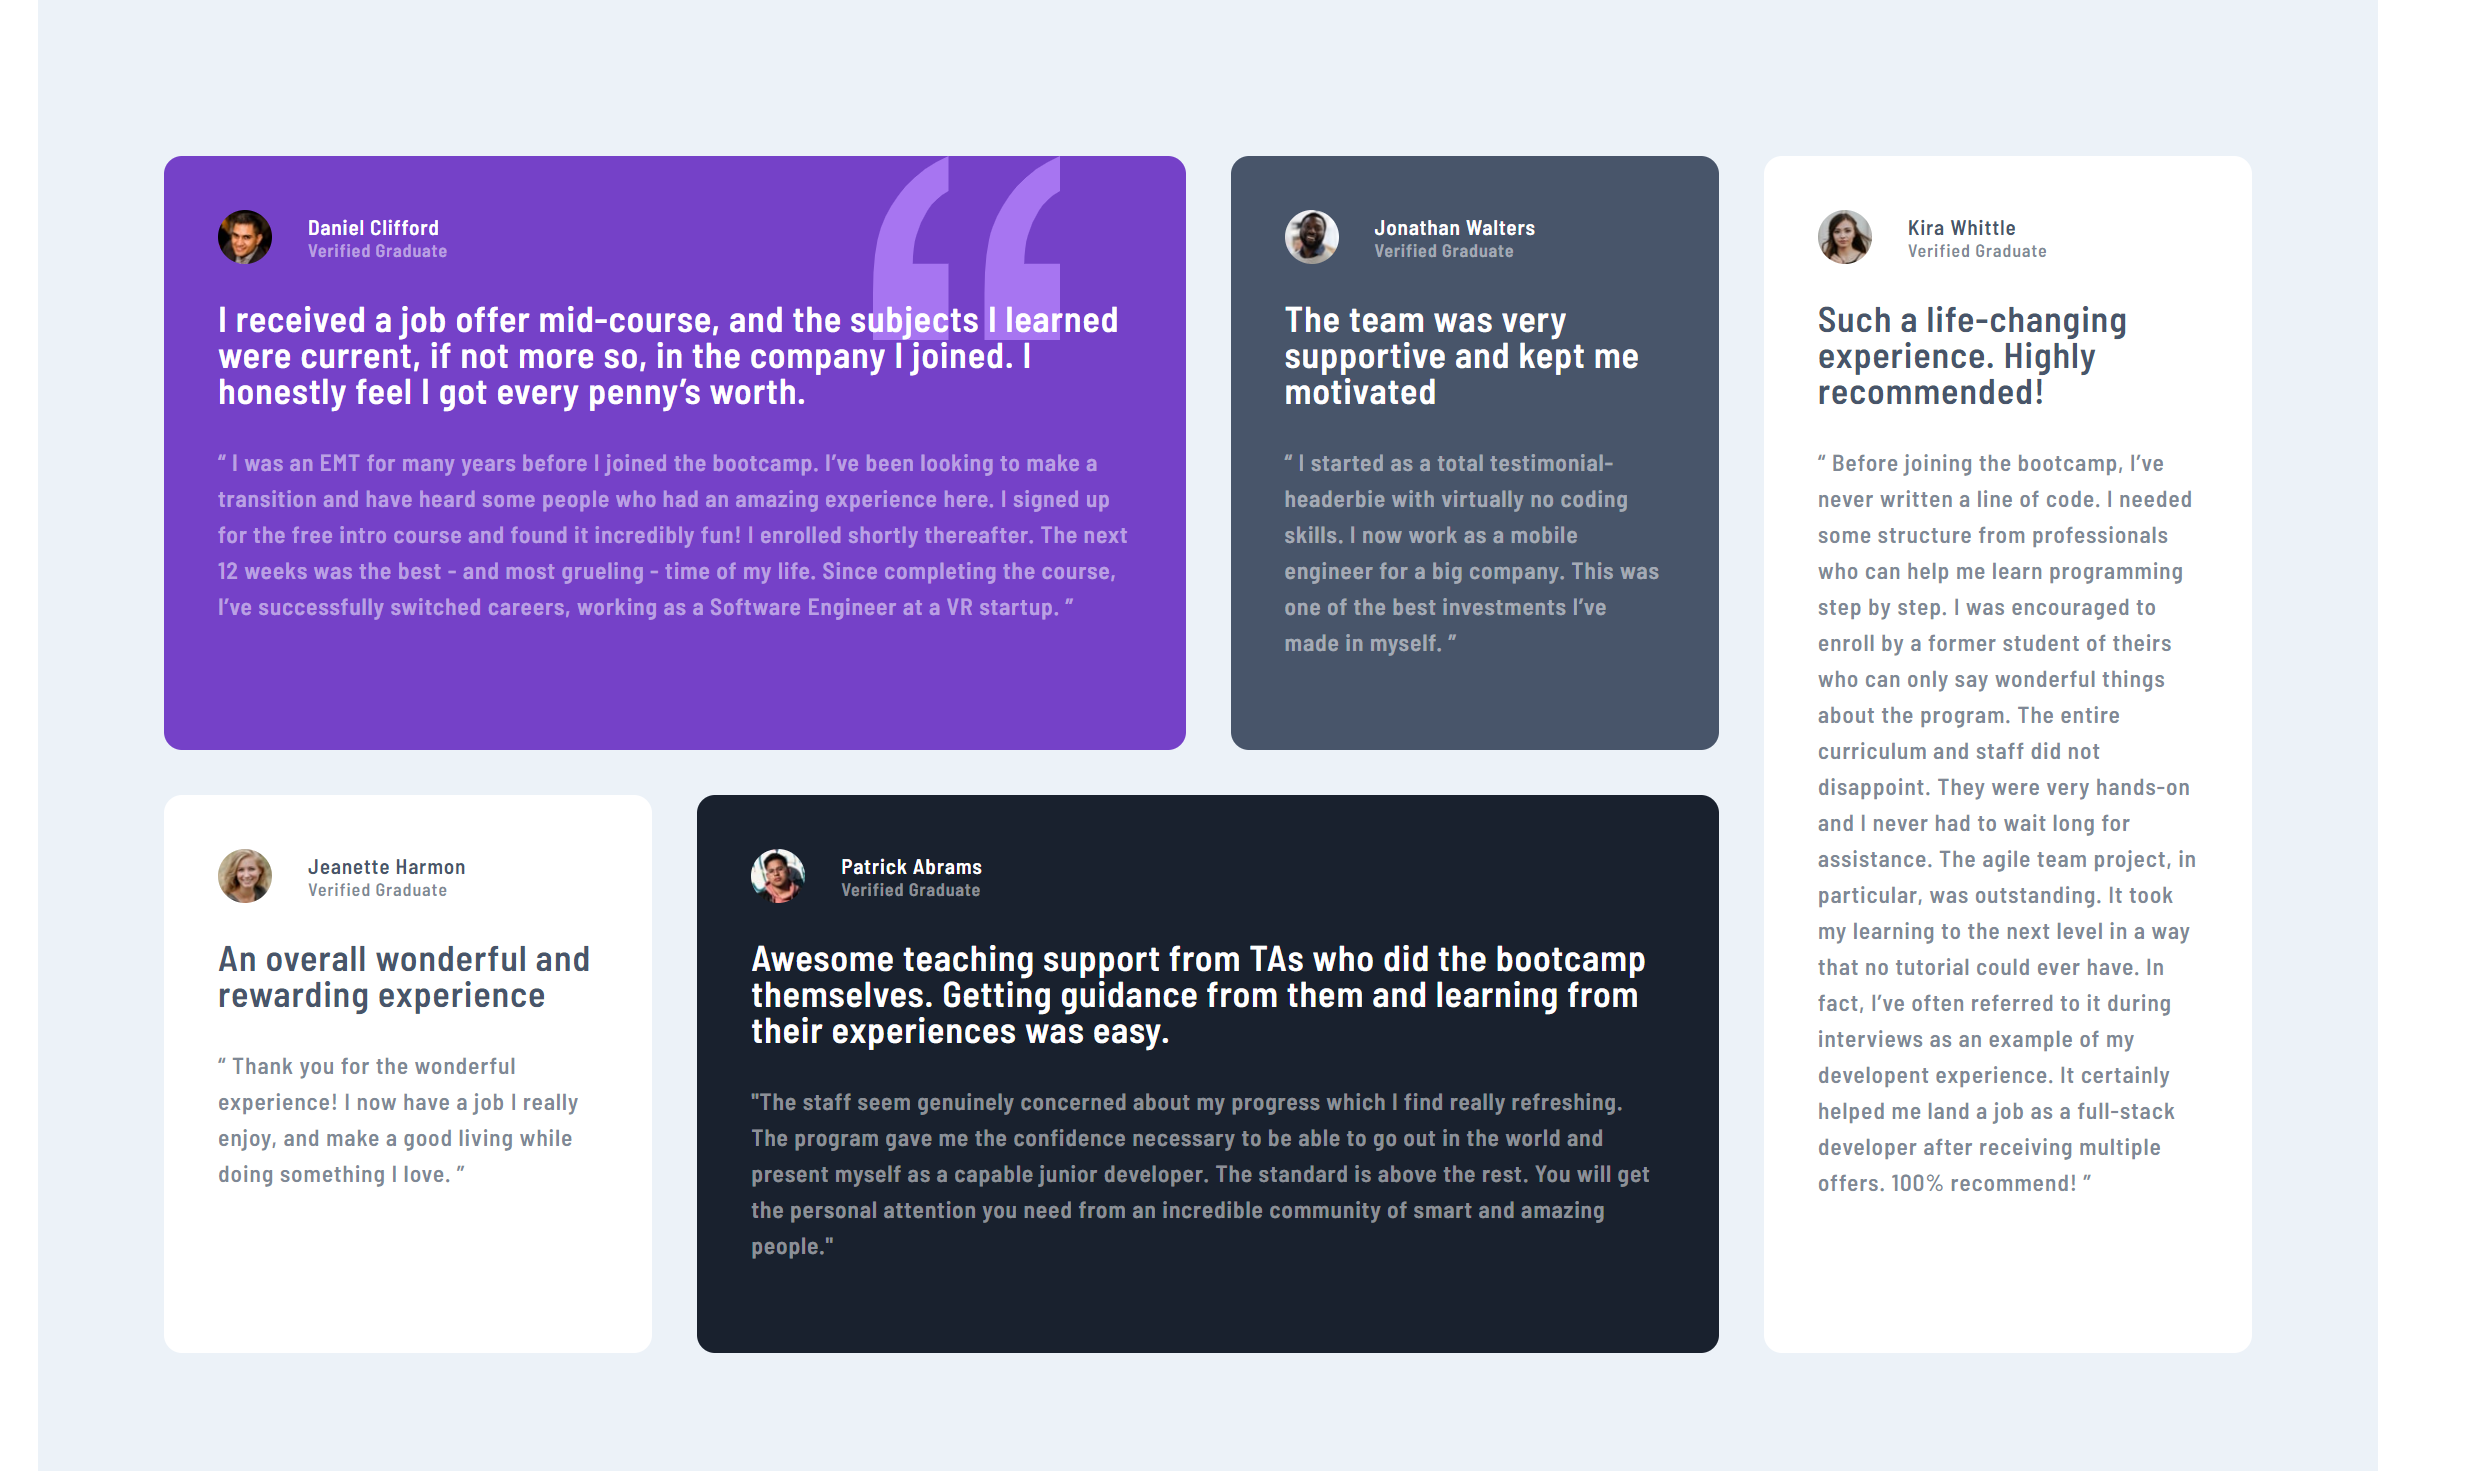 Daniel Clifford
Verified Graduate
I received a job offer mid-course, and the subjects I learned
were current, if not more so, in the company I joined. I
honestly feel I got every penny’s worth.
“ I was an EMT for many years before I joined the bootcamp. I’ve been looking to make a
transition and have heard some people who had an amazing experience here. I signed up
for the free intro course and found it incredibly fun! I enrolled shortly thereafter. The next
12 weeks was the best - and most grueling - time of my life. Since completing the course,
I’ve successfully switched careers, working as a Software Engineer at a VR startup. ”
Jonathan Walters
Verified Graduate
The team was very
supportive and kept me
motivated
“ I started as a total testimonial-
headerbie with virtually no coding
skills. I now work as a mobile
engineer for a big company. This was
one of the best investments I’ve
made in myself. ”
Kira Whittle
Verified Graduate
Such a life-changing
experience. Highly
recommended!
“ Before joining the bootcamp, I’ve
never written a line of code. I needed
some structure from professionals
who can help me learn programming
step by step. I was encouraged to
enroll by a former student of theirs
who can only say wonderful things
about the program. The entire
curriculum and staff did not
disappoint. They were very hands-on
and I never had to wait long for
assistance. The agile team project, in
particular, was outstanding. It took
my learning to the next level in a way
that no tutorial could ever have. In
fact, I’ve often referred to it during
interviews as an example of my
developent experience. It certainly
helped me land a job as a full-stack
developer after receiving multiple
offers. 100% recommend! ”
Jeanette Harmon
Verified Graduate
An overall wonderful and
rewarding experience
“ Thank you for the wonderful
experience! I now have a job I really
enjoy, and make a good living while
doing something I love. ”
Patrick Abrams
Verified Graduate
Awesome teaching support from TAs who did the bootcamp
themselves. Getting guidance from them and learning from
their experiences was easy.
"The staff seem genuinely concerned about my progress which I find really refreshing.
The program gave me the confidence necessary to be able to go out in the world and
present myself as a capable junior developer. The standard is above the rest. You will get
the personal attention you need from an incredible community of smart and amazing
people."